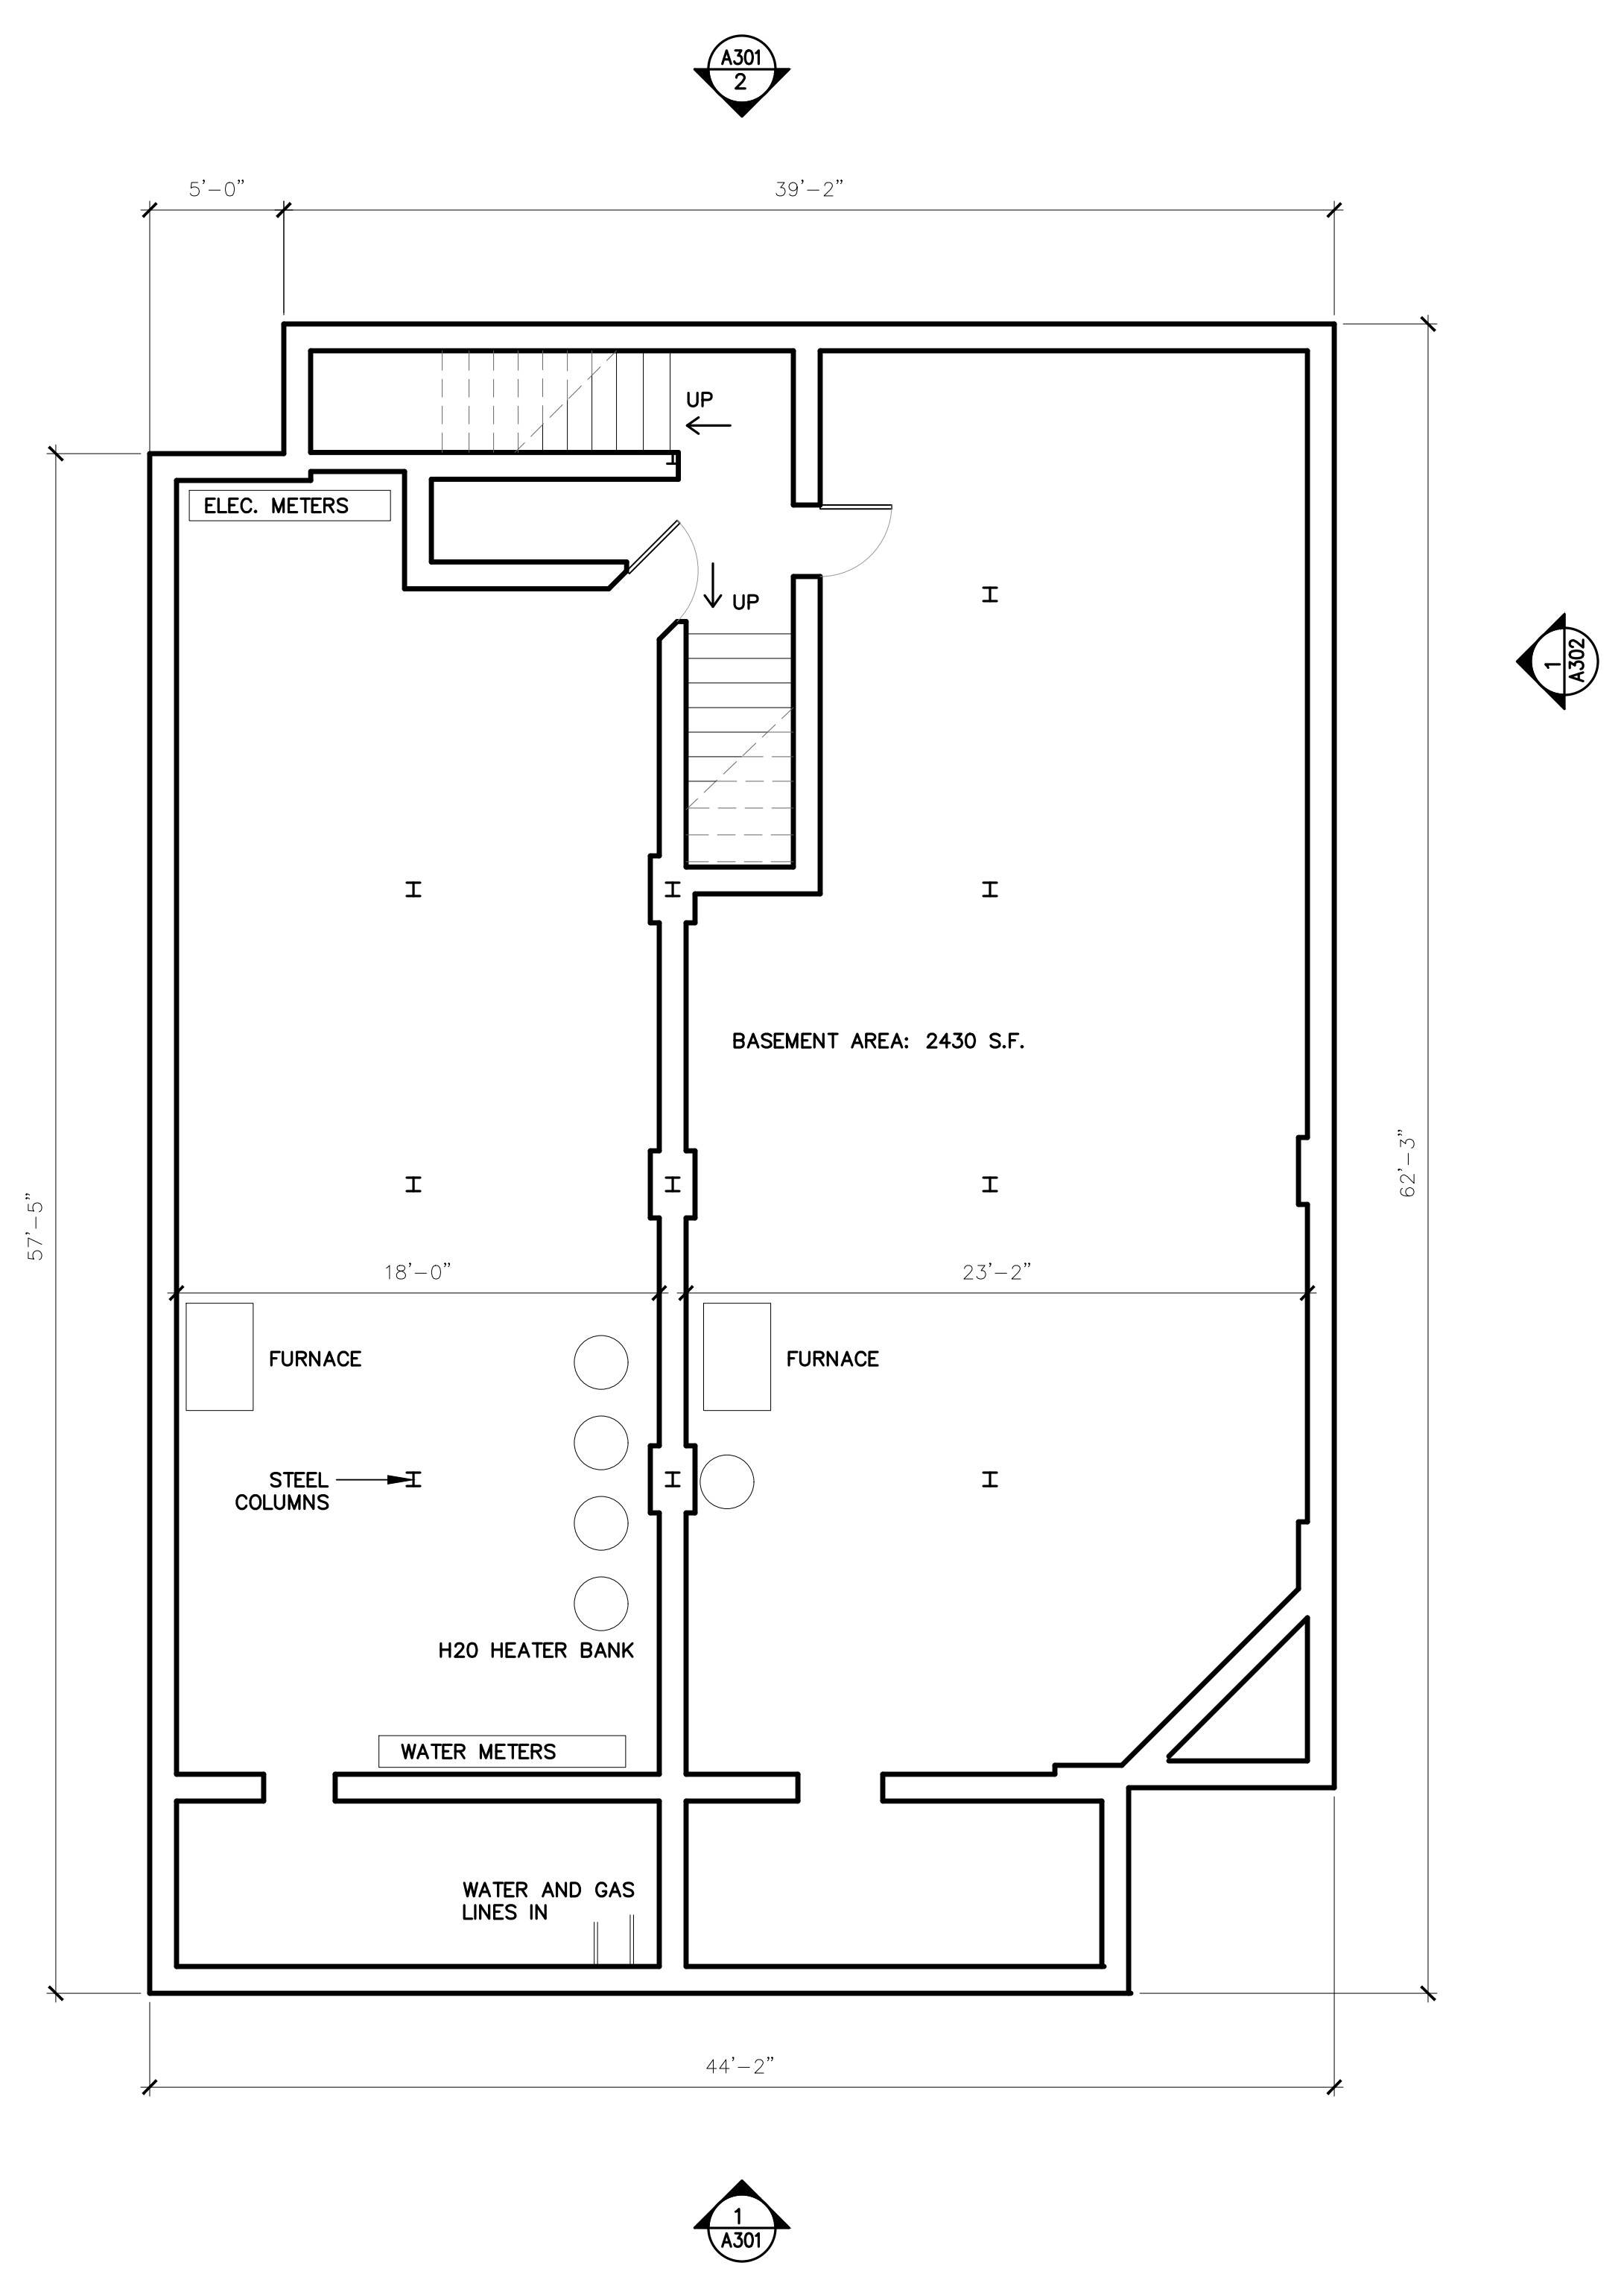 A301
2
5'-0"
39'-2"
UP
ELEC. METERS
UP
1
A302
BASEMENT AREA: 2430 S.F.
57'-5"
62'-3"
18'-0"
23'-2"
FURNACE
FURNACE
STEEL
COLUMNS
H20 HEATER BANK
WATER METERS
WATER AND GAS
LINES IN
44'-2"
1
A301